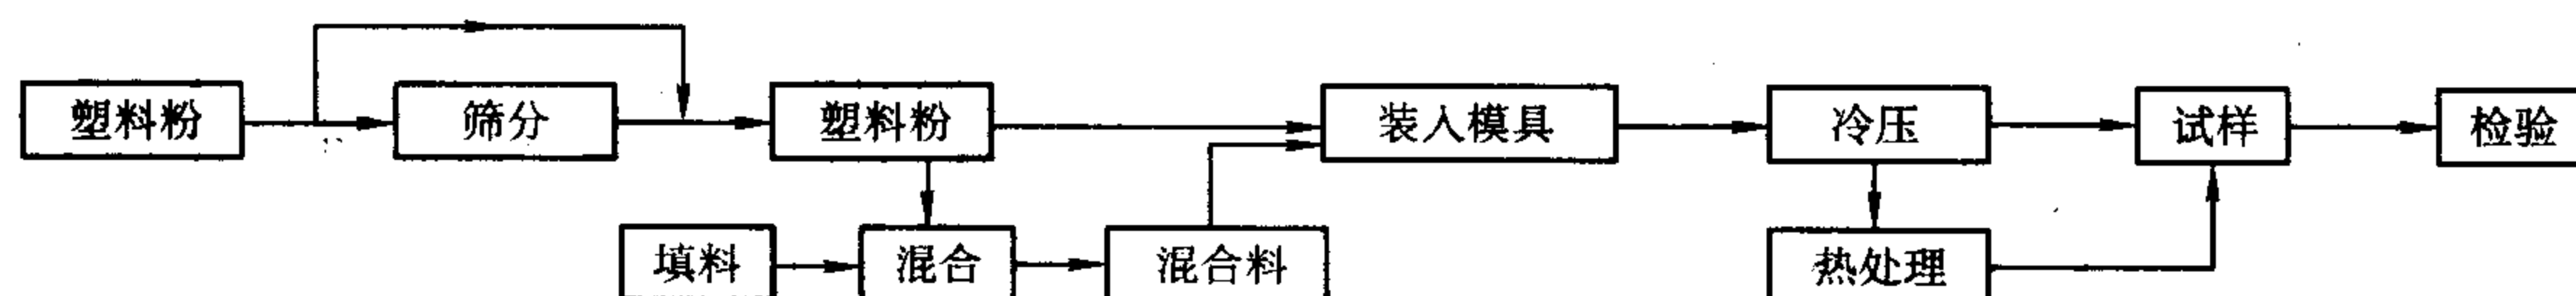 塑料粉 筛分 塑料粉 装入模具 冷压 试样 检验
填料 混合 混合料 热处理